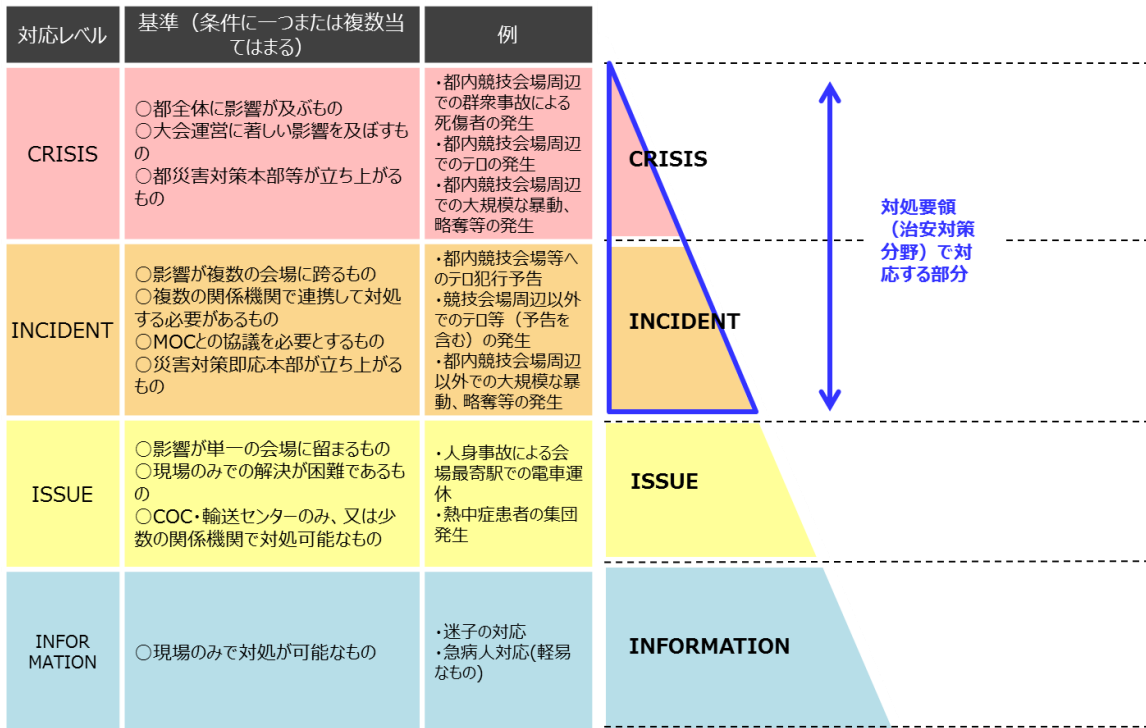 対応レベル
基準（条件に一つまたは複数当
てはまる）
例
CRISIS
○都全体に影響が及ぶもの
○大会運営に著しい影響を及ぼすも
の
○都災害対策本部等が立ち上がる
もの
・都内競技会場周辺
での群衆事故による
死傷者の発生
・都内競技会場周辺
でのテロの発生
・都内競技会場周辺
での大規模な暴動、
略奪等の発生
INCIDENT
○影響が複数の会場に跨るもの
○複数の関係機関で連携して対処
する必要があるもの
○MOCとの協議を必要とするもの
○災害対策即応本部が立ち上がる
もの
・都内競技会場等へ
のテロ犯行予告
・競技会場周辺以外
でのテロ等（予告を
含む）の発生
・都内競技会場周辺
以外での大規模な暴
動、略奪等の発生
ISSUE
○影響が単一の会場に留まるもの
○現場のみでの解決が困難であるも
の
○COC・輸送センターのみ、又は少
数の関係機関で対処可能なもの
・人身事故による会
場最寄駅での電車運
休
・熱中症患者の集団
発生
INFOR
MATION
○現場のみで対処が可能なもの
・迷子の対応
・急病人対応(軽易
なもの)
CRISIS
INCIDENT
ISSUE
INFORMATION
対処要領
（治安対策
分野）で対
応する部分